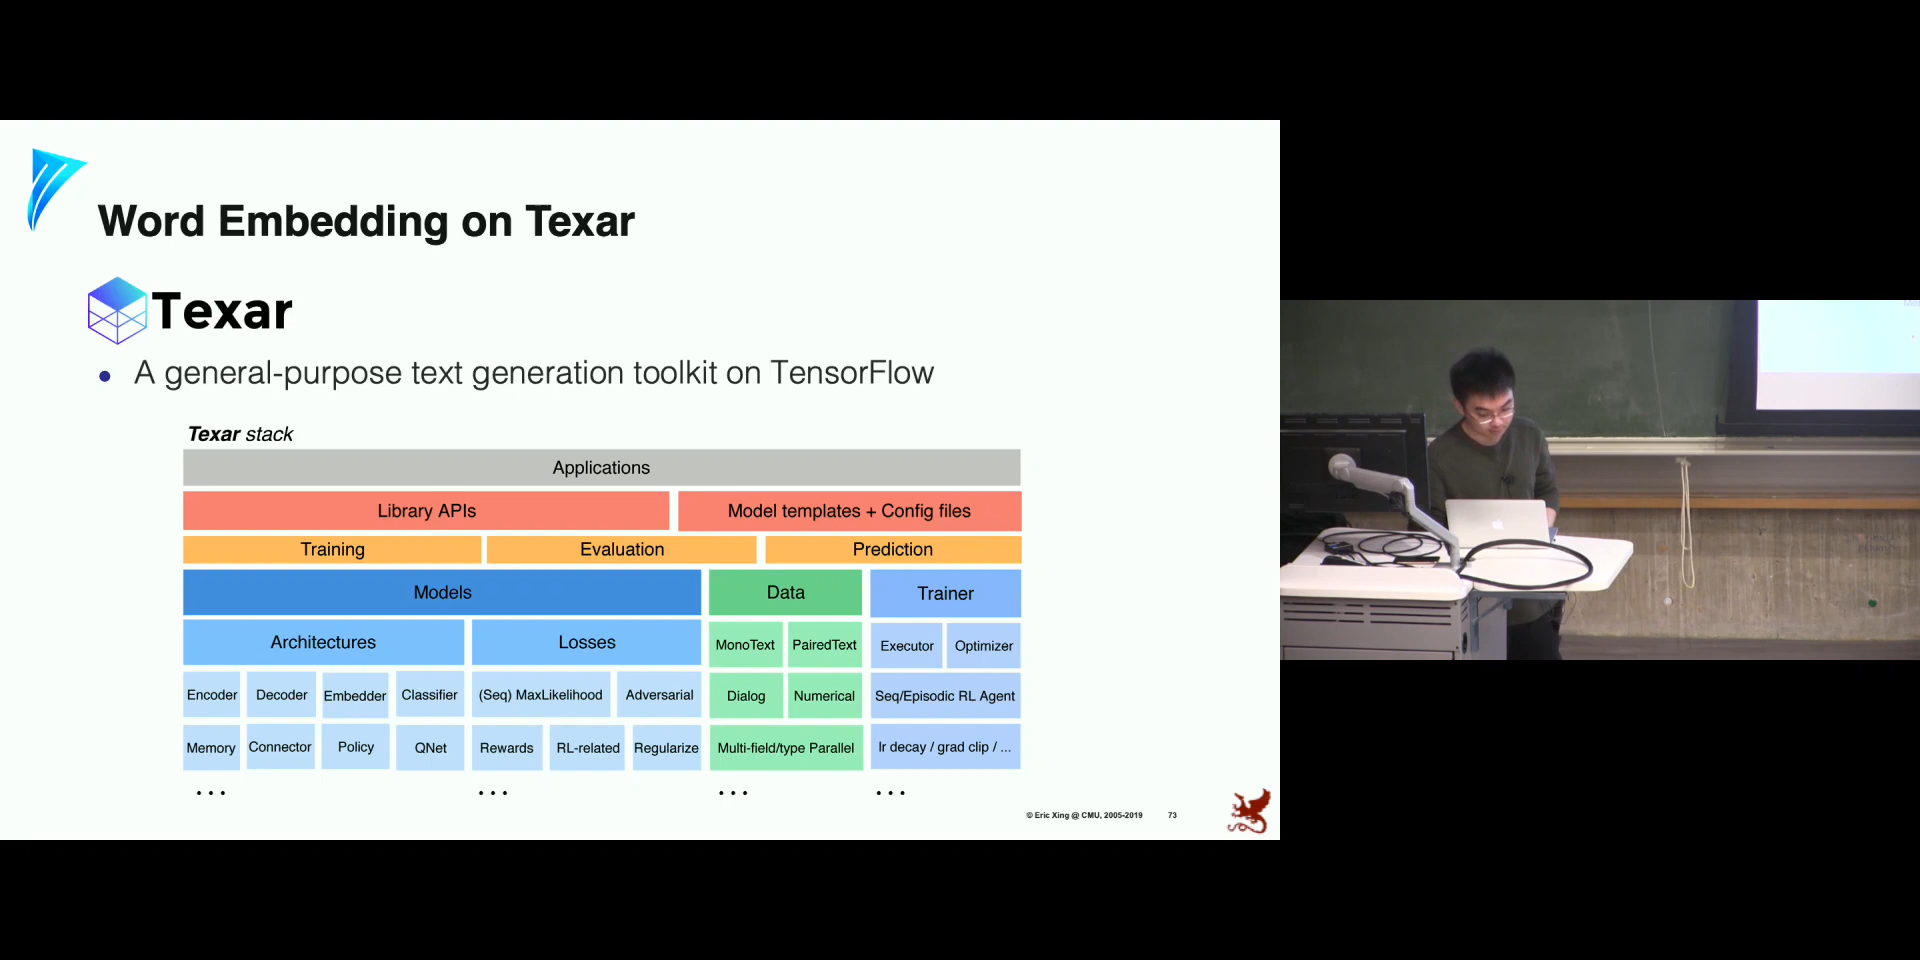 Word Embedding on Texar
Texar
• A general-purpose text generation toolkit on TensorFlow
Texar stack
Applications
Library APIs
Model templates + Config files
Training
Evaluation
Prediction
Models
Data
Trainer
Architectures
Losses
MonoText
PairedText
Executor
Optimizer
Encoder
Decoder
Embedder
Classifier
(Seq) MaxLikelihood
Adversarial
Dialog
Numerical
Seq/Episodic RL Agent
Memory
Connector
Policy
QNet
Rewards
RL-related
Regularize
Multi-field/type Parallel
lr decay / grad clip / ...
...
...
...
...
© Eric Xing @ CMU, 2005-2019
73